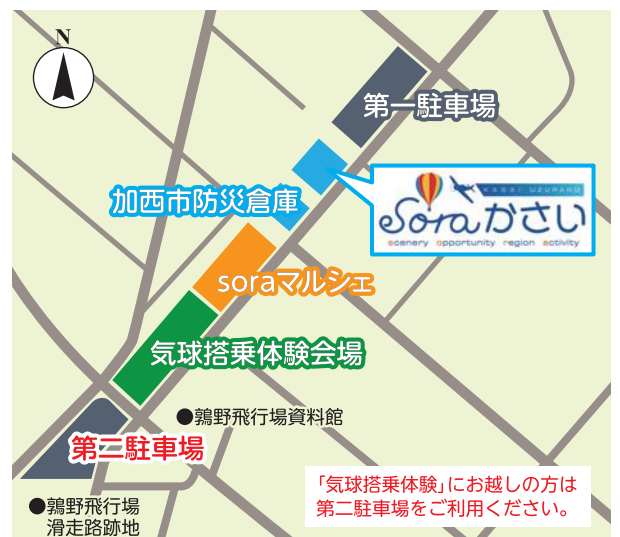 N
第一駐車場
加西市防災倉庫
KASAI UZURANO
Soraかさい
scenery opportunity region activity
soraマルシェ
気球搭乗体験会場
●鶉野飛行場資料館
第二駐車場
●鶉野飛行場
滑走路跡地
「気球搭乗体験」にお越しの方は
第二駐車場をご利用ください。